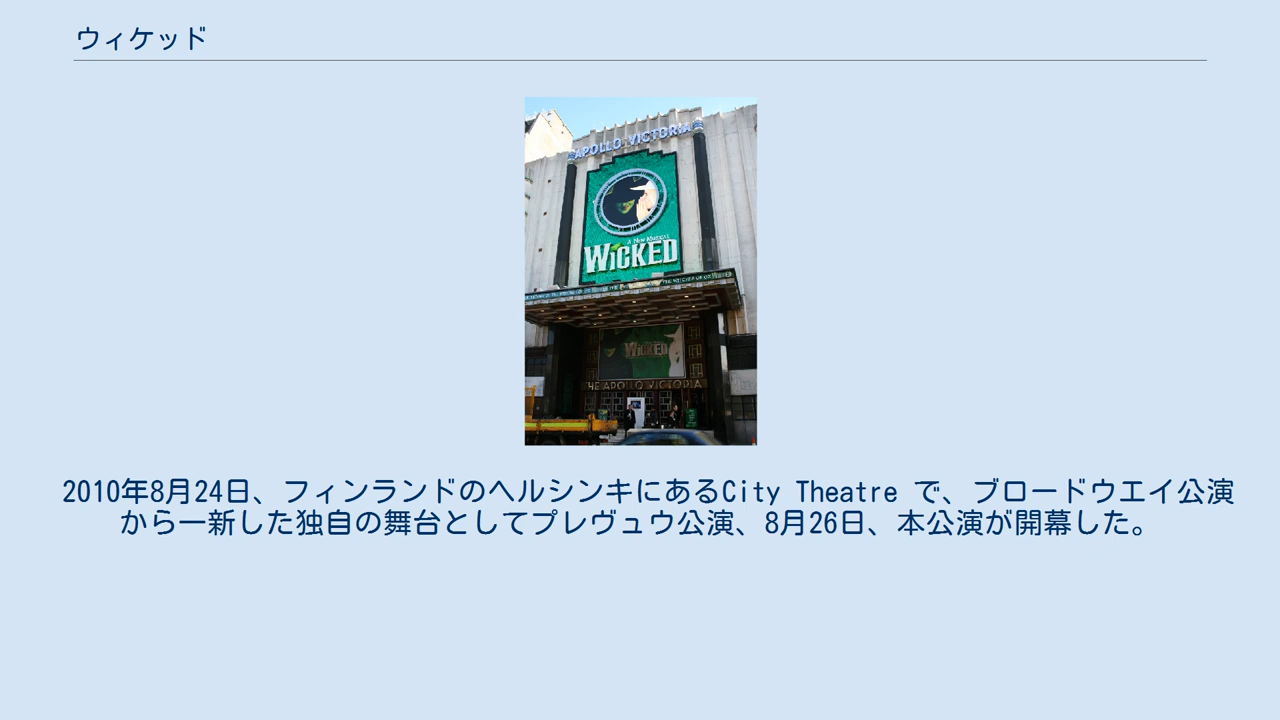 ウィケッド
APOLLO VICTORIA
A NEW MUSICAL
WICKED
WICKED
THE APOLLO VICTORIA
2010年8月24日、フィンランドのヘルシンキにあるCity Theatre で、ブロードウエイ公演
から一新した独自の舞台としてプレヴュウ公演、8月26日、本公演が開幕した。